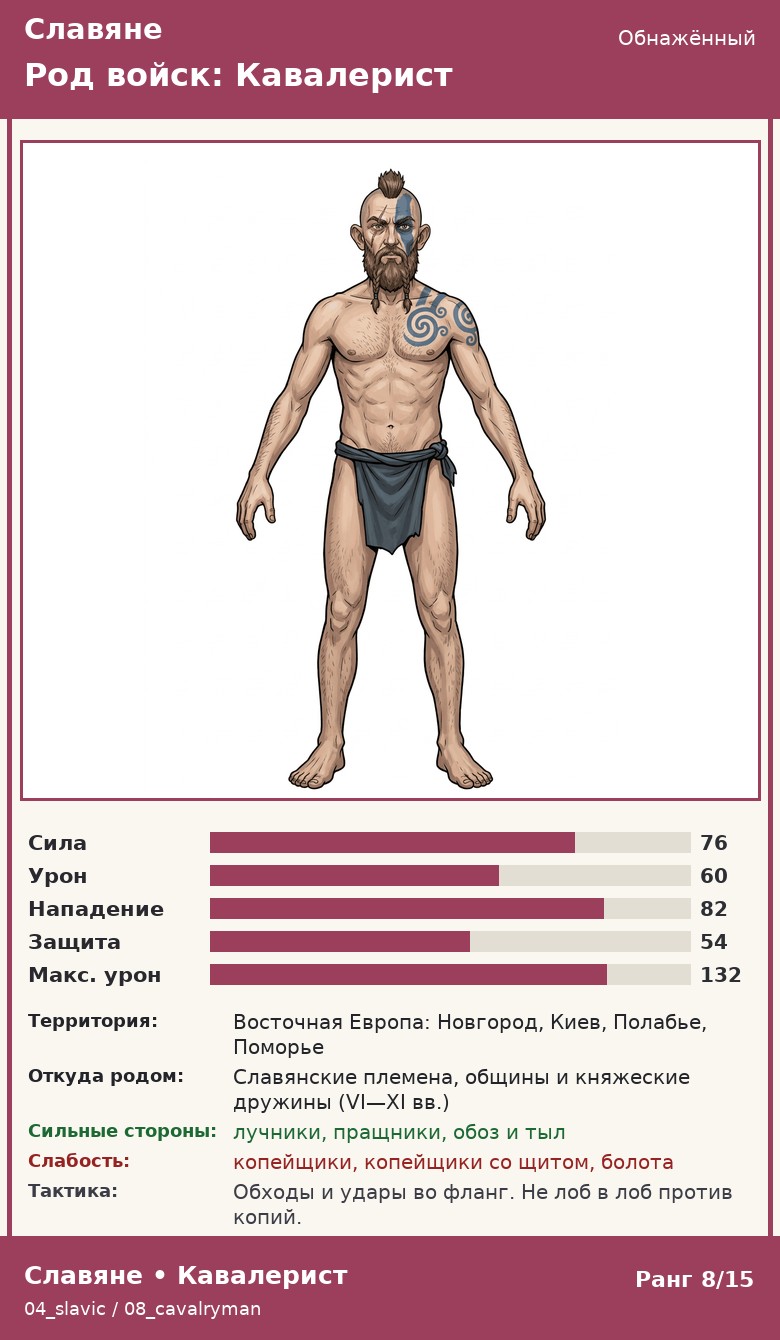 Славяне
Обнажённый
Род войск: Кавалерист
Сила 76
Урон 60
Нападение 82
Защита 54
Макс. урон 132
Территория: Восточная Европа: Новгород, Киев, Полабье,
Поморье
Откуда родом: Славянские племена, общины и княжеские
дружины (VI—XI вв.)
Сильные стороны: лучники, пращники, обоз и тыл
Слабость: копейщики, копейщики со щитом, болота
Тактика: Обходы и удары во фланг. Не лоб в лоб против
копий.
Славяне • Кавалерист
Ранг 8/15
04_slavic / 08_cavalryman